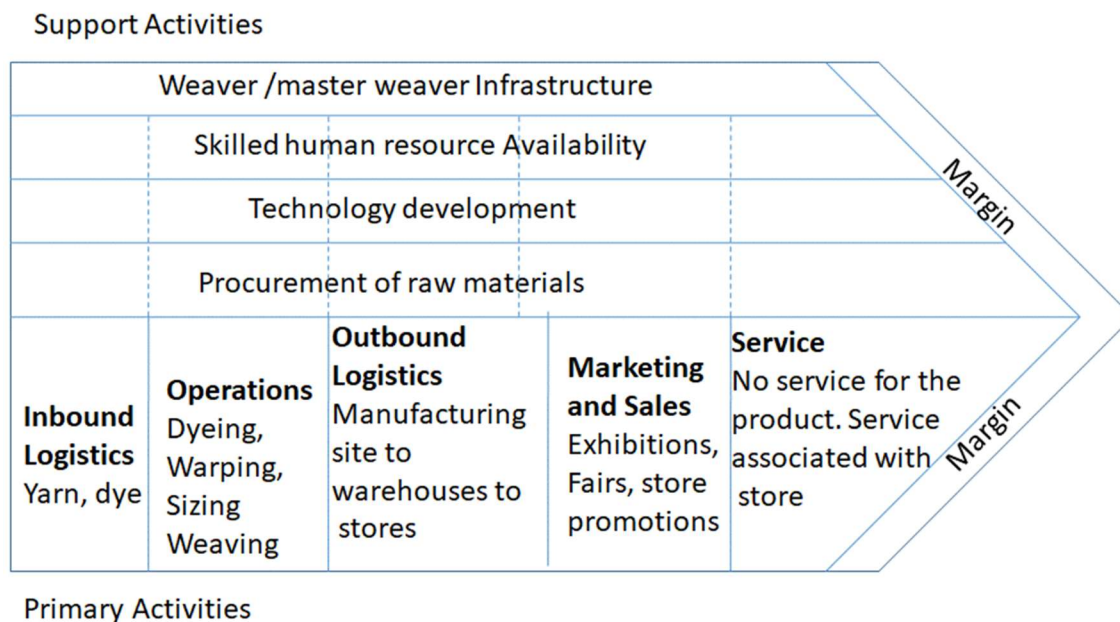 Support Activities
Weaver /master weaver Infrastructure
Skilled human resource Availability
Technology development
Procurement of raw materials
Margin
Inbound
Logistics
Yarn, dye
Operations
Dyeing,
Warping,
Sizing
Weaving
Outbound
Logistics
Manufacturing
site to
warehouses to
stores
Marketing
and Sales
Exhibitions,
Fairs, store
promotions
Service
No service for the
product. Service
associated with
store
Margin
Primary Activities